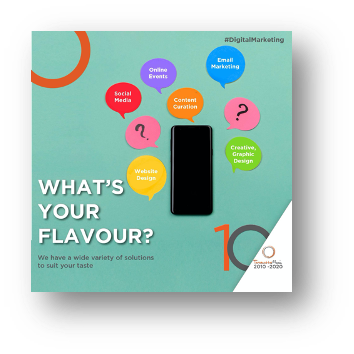 #DigitalMarketing
Email
Marketing
Online
Events
Social
Media
Content
Curation
?
?
Creative,
Graphic
Design
Website
Design
WHAT'S
YOUR
FLAVOUR?
We have a wide variety of solutions
to suit your taste
10
2010 -2020